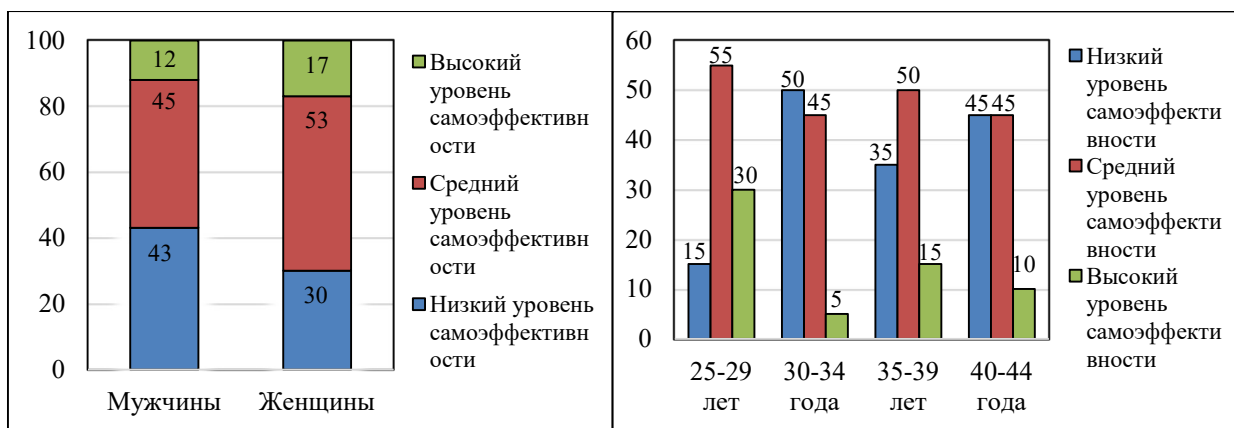 100
80
60
40
20
0
12
45
43
17
53
30
Мужчины
Женщины
Высокий
уровень
самоэффективн
ости
Средний
уровень
самоэффективн
ости
Низкий уровень
самоэффективн
ости
60
50
40
30
20
10
0
15
55
30
50
45
5
35
50
15
45
45
10
25-29
лет
30-34
года
35-39
лет
40-44
года
Низкий
уровень
самоэффекти
вности
Средний
уровень
самоэффекти
вности
Высокий
уровень
самоэффекти
вности